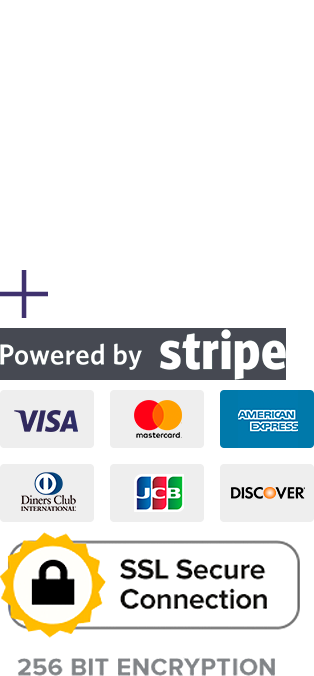 Powered by stripe
VISA mastercard. AMERICAN EXPRESS
Diners Club INTERNATIONAL JCB DISCOVER
SSL Secure
Connection
256 BIT ENCRYPTION